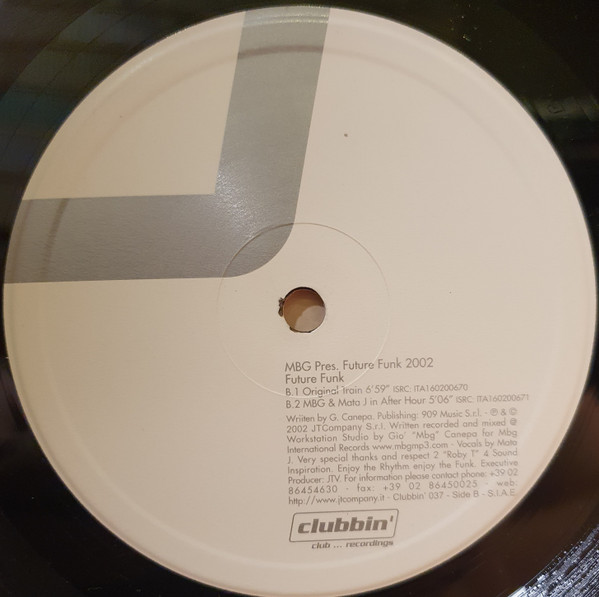 MBG Pres. Future Funk 2002
Future Funk
B.1 Original Train 6'59" ISRC: ITA160200670
B.2 MBG & Mata J in After Hour 5'06" ISRC: ITA160200671
Wriiten by G. Canepa. Publishing: 909 Music S.r.l. - ℗ & ©
2002 JTCompany S.r.l. Written recorded and mixed @
Workstation Studio by Gio' "Mbg" Canepa for Mbg
International Records www.mbgmp3.com - Vocals by Mata
J. Very special thanks and respect 2 "Roby T" 4 Sound
Inspiration. Enjoy the Rhythm enjoy the Funk. Executive
Producer: JTV. For information please contact phone: +39 02
86454630 - fax: +39 02 86450025 - web:
http://www.jtcompany.it - Clubbin' 037 - Side B - S.I.A.E.
clubbin'
club ... recordings